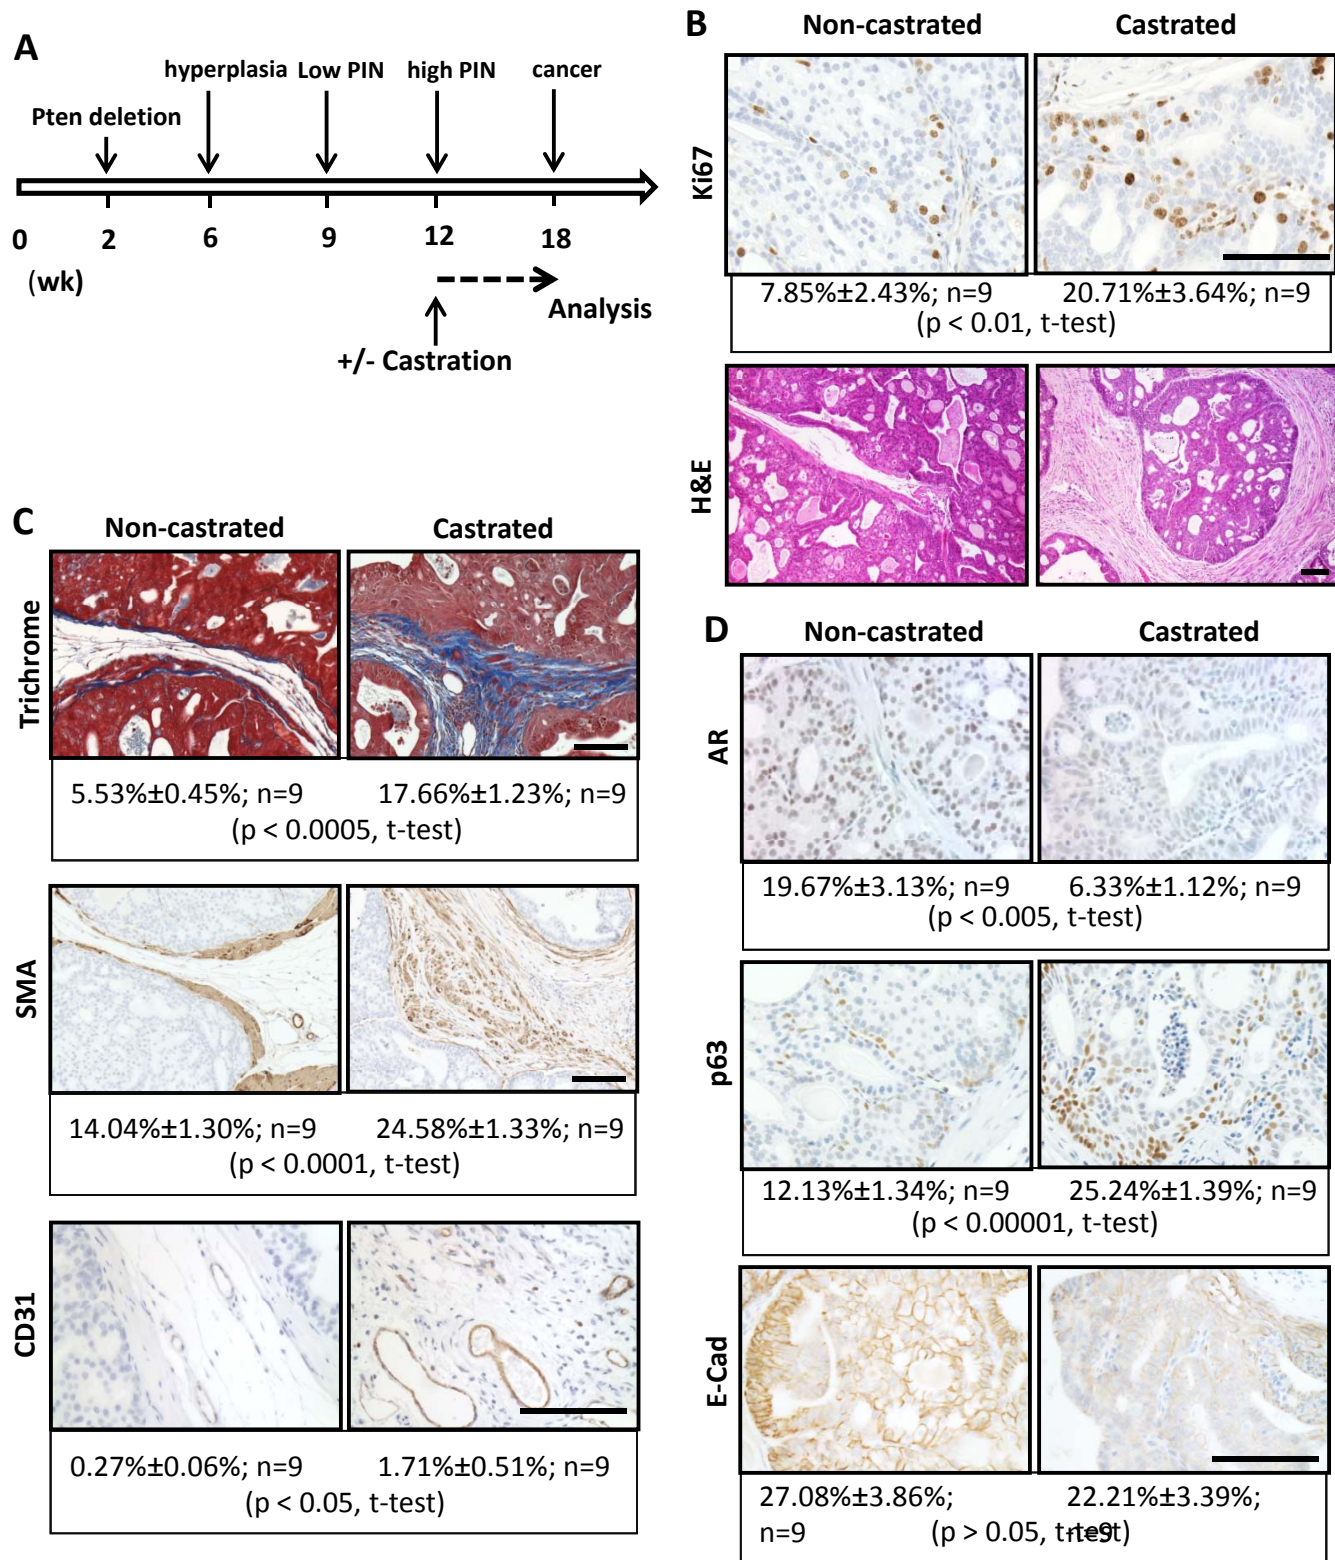 A
hyperplasia Low PIN high PIN cancer
Pten deletion
0 2 6 9 12 18
(wk)
Analysis
+/- Castration
B
Non-castrated Castrated
Ki67
7.85%±2.43%; n=9 20.71%±3.64%; n=9
(p < 0.01, t-test)
H&E
C
Non-castrated Castrated
Trichrome
5.53%±0.45%; n=9 17.66%±1.23%; n=9
(p < 0.0005, t-test)
SMA
14.04%±1.30%; n=9 24.58%±1.33%; n=9
(p < 0.0001, t-test)
CD31
0.27%±0.06%; n=9 1.71%±0.51%; n=9
(p < 0.05, t-test)
D
Non-castrated Castrated
AR
19.67%±3.13%; n=9 6.33%±1.12%; n=9
(p < 0.005, t-test)
p63
12.13%±1.34%; n=9 25.24%±1.39%; n=9
(p < 0.00001, t-test)
E-Cad
27.08%±3.86%; 22.21%±3.39%;
n=9 (p > 0.05, t-test) n=9